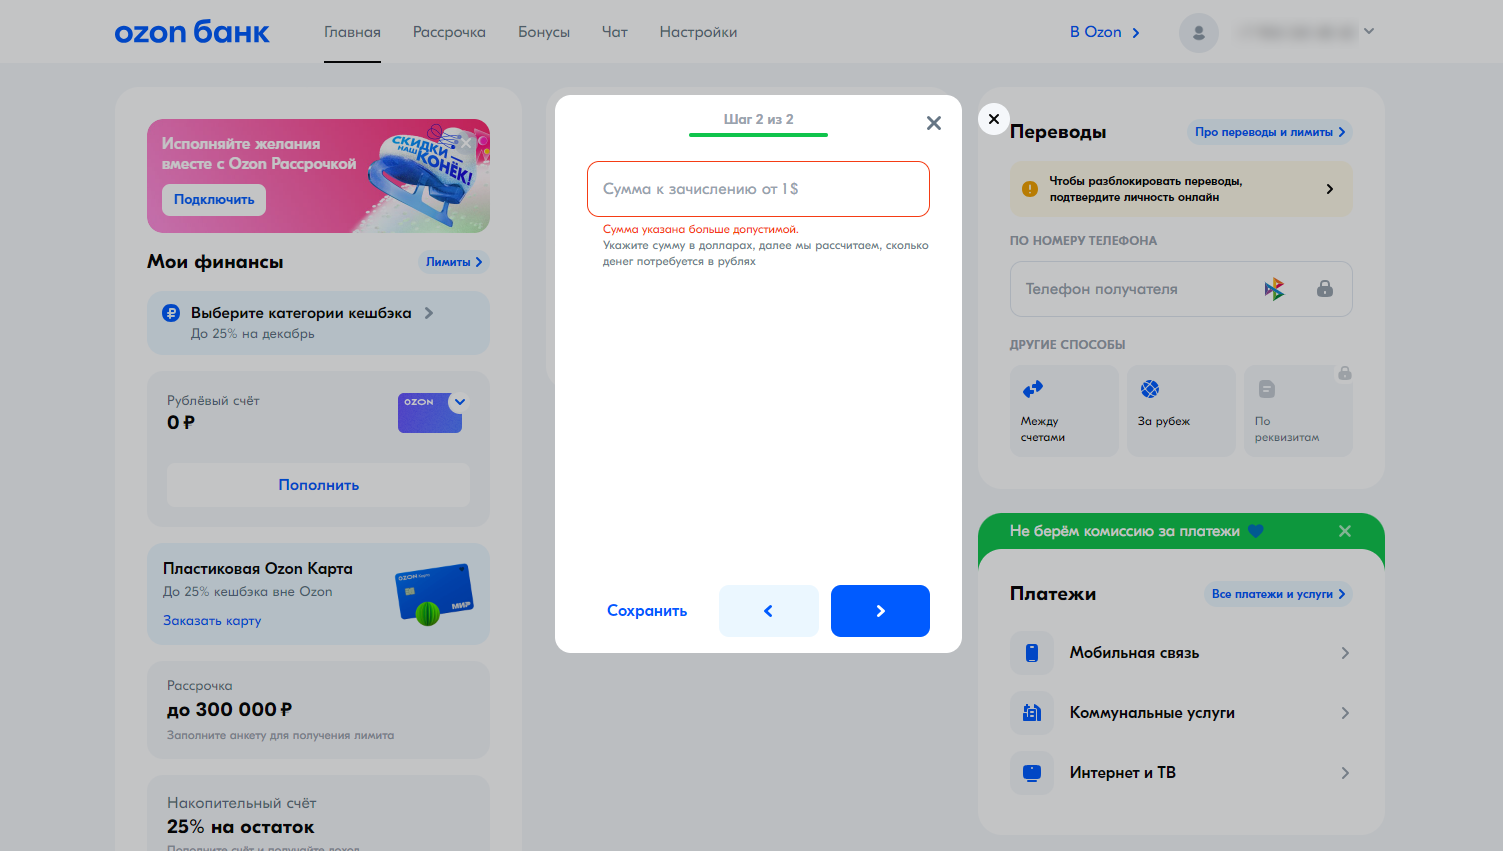 ozon банк
Главная
Рассрочка
Бонусы
Чат
Настройки
В Ozon
Исполняйте желания
вместе с Ozon Рассрочкой
Подключить
СКИДКИ
НАШ
КОНЁК!
Мои финансы
Лимиты
Выберите категории кешбэка
До 25% на декабрь
Рублёвый счёт
0 ₽
OZON
Пополнить
Пластиковая Ozon Карта
До 25% кешбэка вне Ozon
Заказать карту
OZON Карта
МИР
Рассрочка
до 300 000 ₽
Заполните анкету для получения лимита
Накопительный счёт
25% на остаток
Пополните счёт и получайте доход
Шаг 2 из 2
Сумма к зачислению от 1 $
Сумма указана больше допустимой.
Укажите сумму в долларах, далее мы рассчитаем, сколько
денег потребуется в рублях
Сохранить
Переводы
Про переводы и лимиты
Чтобы разблокировать переводы,
подтвердите личность онлайн
ПО НОМЕРУ ТЕЛЕФОНА
Телефон получателя
ДРУГИЕ СПОСОБЫ
Между
счетами
За рубеж
По
реквизитам
Не берём комиссию за платежи
Платежи
Все платежи и услуги
Мобильная связь
Коммунальные услуги
Интернет и ТВ